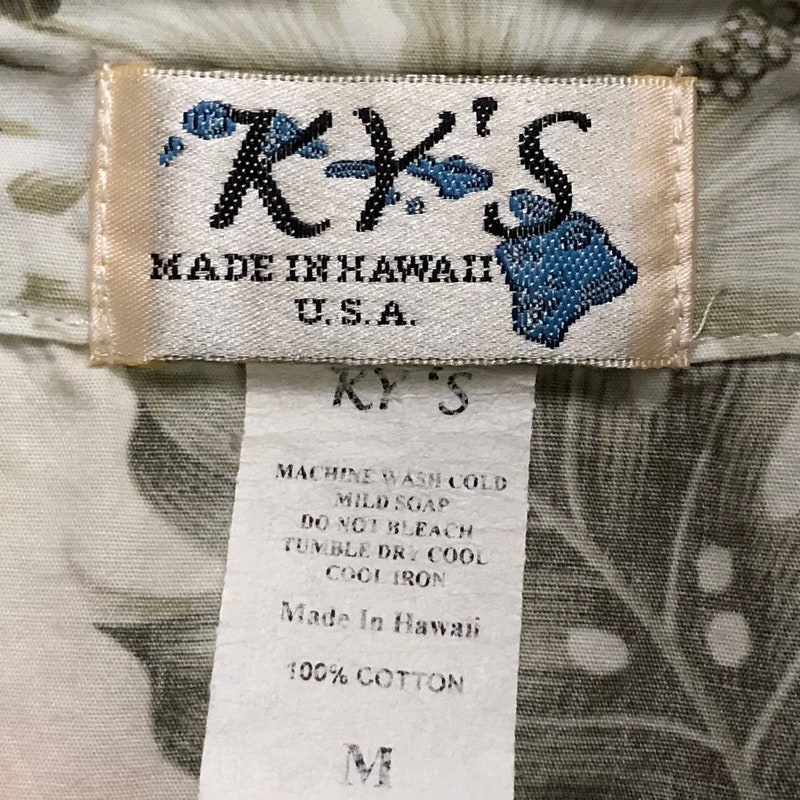 KY'S
MADE IN HAWAII
U.S.A.
KY'S
MACHINE WASH COLD
MILD SOAP
DO NOT BLEACH
TUMBLE DRY COOL
COOL IRON
Made In Hawaii
100% COTTON
M